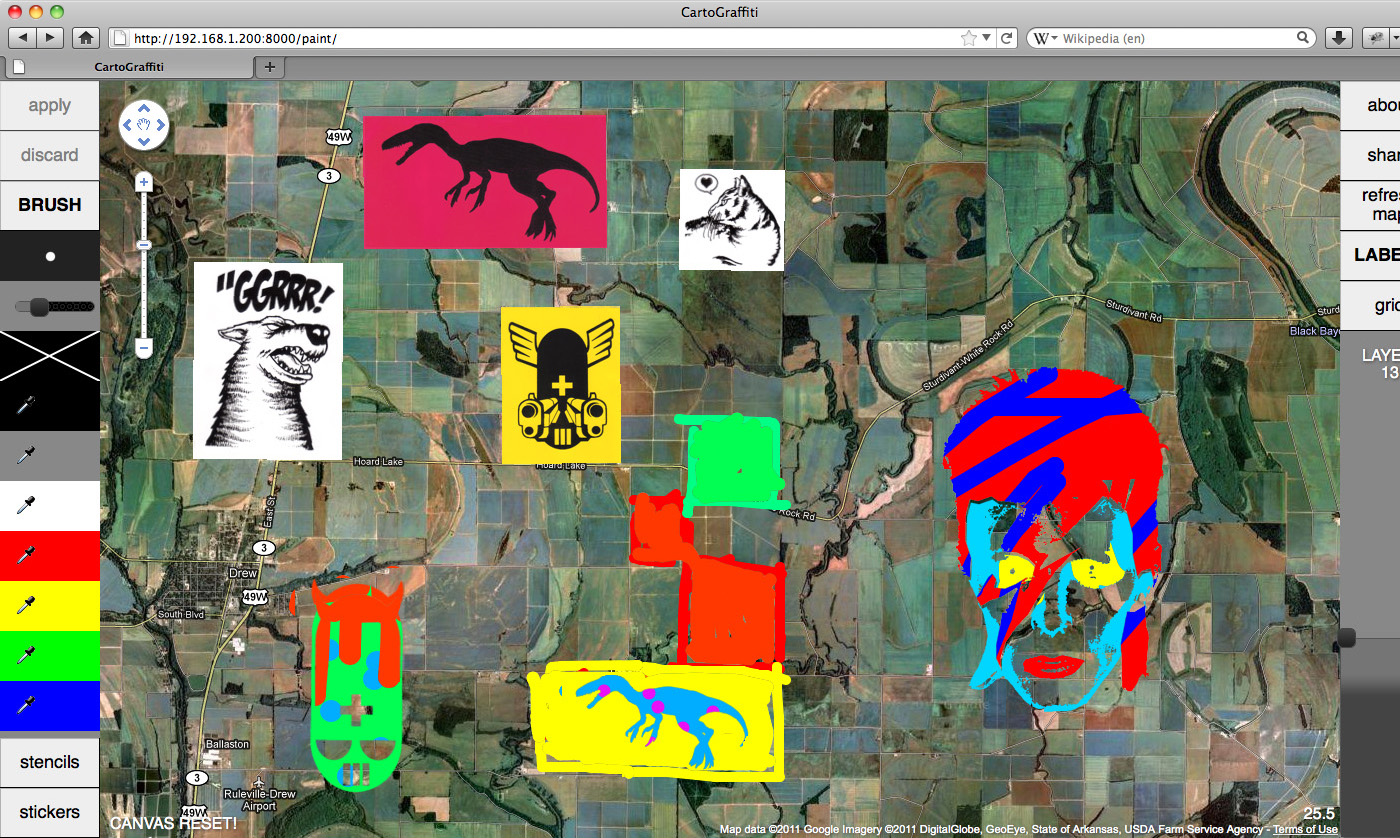 CartoGraffiti
http://192.168.1.200:8000/paint/
W Wikipedia (en)
CartoGraffiti
apply
discard
BRUSH
stencils
stickers
abou
shar
refres
map
LABE
grid
LAYE
13
49W
3
"GGRRR!
Sturdivant Rd
Sturd
Black Bayo
Sturdivant-White Rock Rd
Hoard Lake
Hoard Lake
Rock Rd
East St
3
Drew
49W
South Blvd
Ballaston
3
Ruleville-Drew
Airport
49W
CANVAS RESET!
25.5
Map data ©2011 Google Imagery ©2011 DigitalGlobe, GeoEye, State of Arkansas, USDA Farm Service Agency - Terms of Use